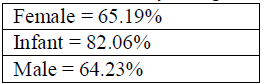 Female = 65.19%
Infant = 82.06%
Male = 64.23%